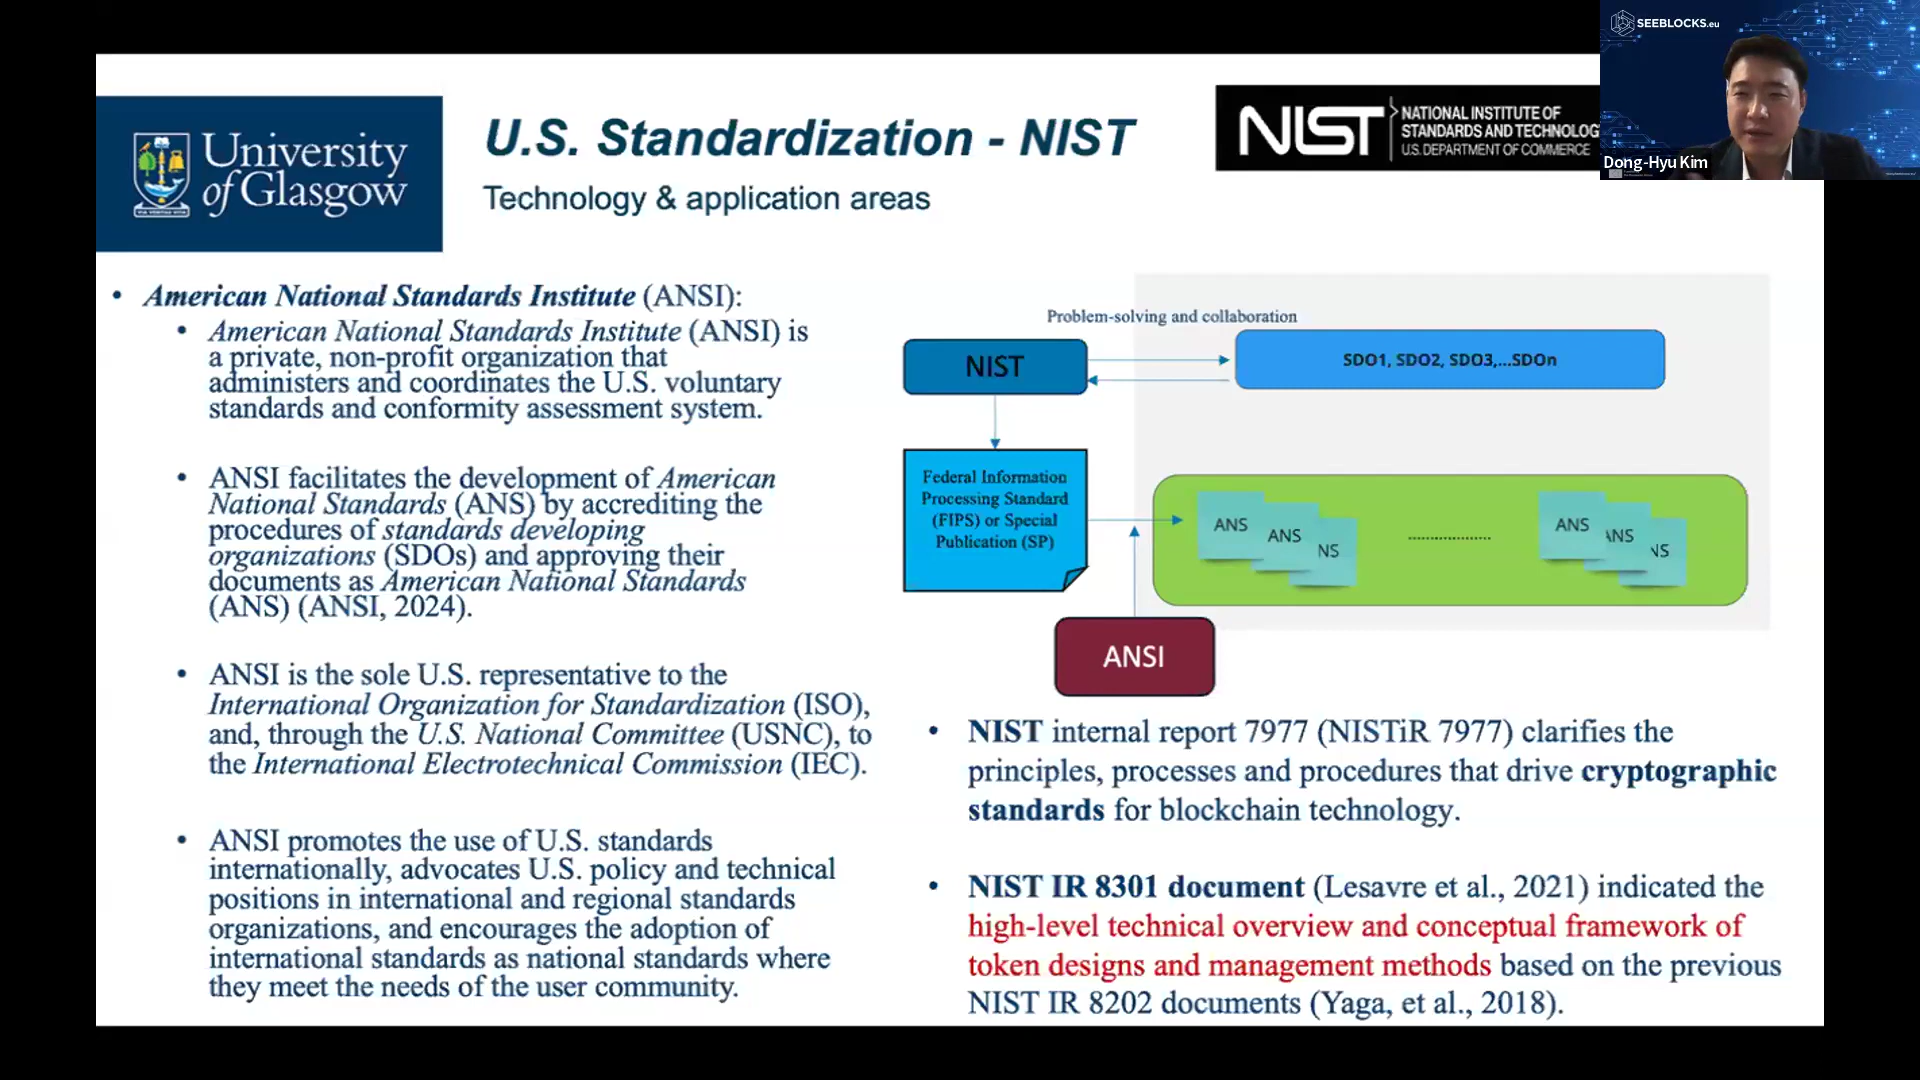 SEEBLOCKS.eu
Dong-Hyu Kim
University
of Glasgow
U.S. Standardization - NIST
Technology & application areas
NIST
NATIONAL INSTITUTE OF
STANDARDS AND TECHNOLOG
U.S. DEPARTMENT OF COMMERCE
• American National Standards Institute (ANSI):
• American National Standards Institute (ANSI) is
a private, non-profit organization that
administers and coordinates the U.S. voluntary
standards and conformity assessment system.
• ANSI facilitates the development of American
National Standards (ANS) by accrediting the
procedures of standards developing
organizations (SDOs) and approving their
documents as American National Standards
(ANS) (ANSI, 2024).
• ANSI is the sole U.S. representative to the
International Organization for Standardization (ISO),
and, through the U.S. National Committee (USNC), to
the International Electrotechnical Commission (IEC).
• ANSI promotes the use of U.S. standards
internationally, advocates U.S. policy and technical
positions in international and regional standards
organizations, and encourages the adoption of
international standards as national standards where
they meet the needs of the user community.
Problem-solving and collaboration
NIST
SDO1, SDO2, SDO3,...SDOn
Federal Information
Processing Standard
(FIPS) or Special
Publication (SP)
ANS
ANS
NS
ANS
ANS
NS
ANSI
• NIST internal report 7977 (NISTiR 7977) clarifies the
principles, processes and procedures that drive cryptographic
standards for blockchain technology.
• NIST IR 8301 document (Lesavre et al., 2021) indicated the
high-level technical overview and conceptual framework of
token designs and management methods based on the previous
NIST IR 8202 documents (Yaga, et al., 2018).